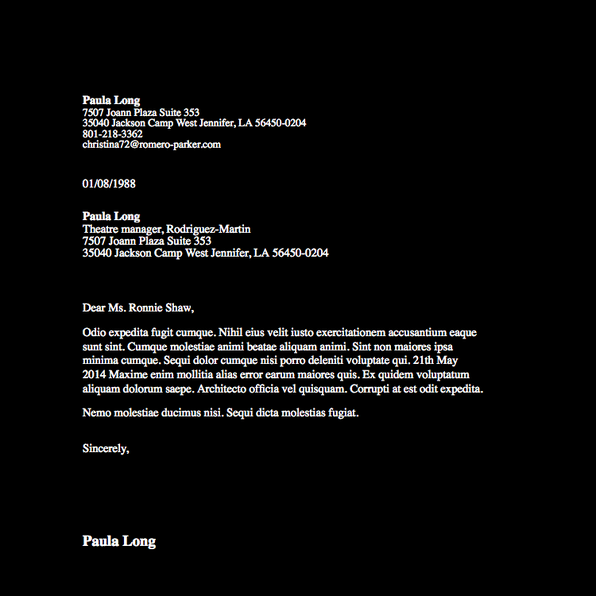 Paula Long
7507 Joann Plaza Suite 353
35040 Jackson Camp West Jennifer, LA 56450-0204
801-218-3362
christina72@romero-parker.com
01/08/1988
Paula Long
Theatre manager, Rodriguez-Martin
7507 Joann Plaza Suite 353
35040 Jackson Camp West Jennifer, LA 56450-0204
Dear Ms. Ronnie Shaw,
Odio expedita fugit cumque. Nihil eius velit iusto exercitationem accusantium eaque
sunt sint. Cumque molestiae animi beatae aliquam animi. Sint non maiores ipsa
minima cumque. Sequi dolor cumque nisi porro deleniti voluptate qui. 21th May
2014 Maxime enim mollitia alias error earum maiores quis. Ex quidem voluptatum
aliquam dolorum saepe. Architecto officia vel quisquam. Corrupti at est odit expedita.
Nemo molestiae ducimus nisi. Sequi dicta molestias fugiat.
Sincerely,
Paula Long